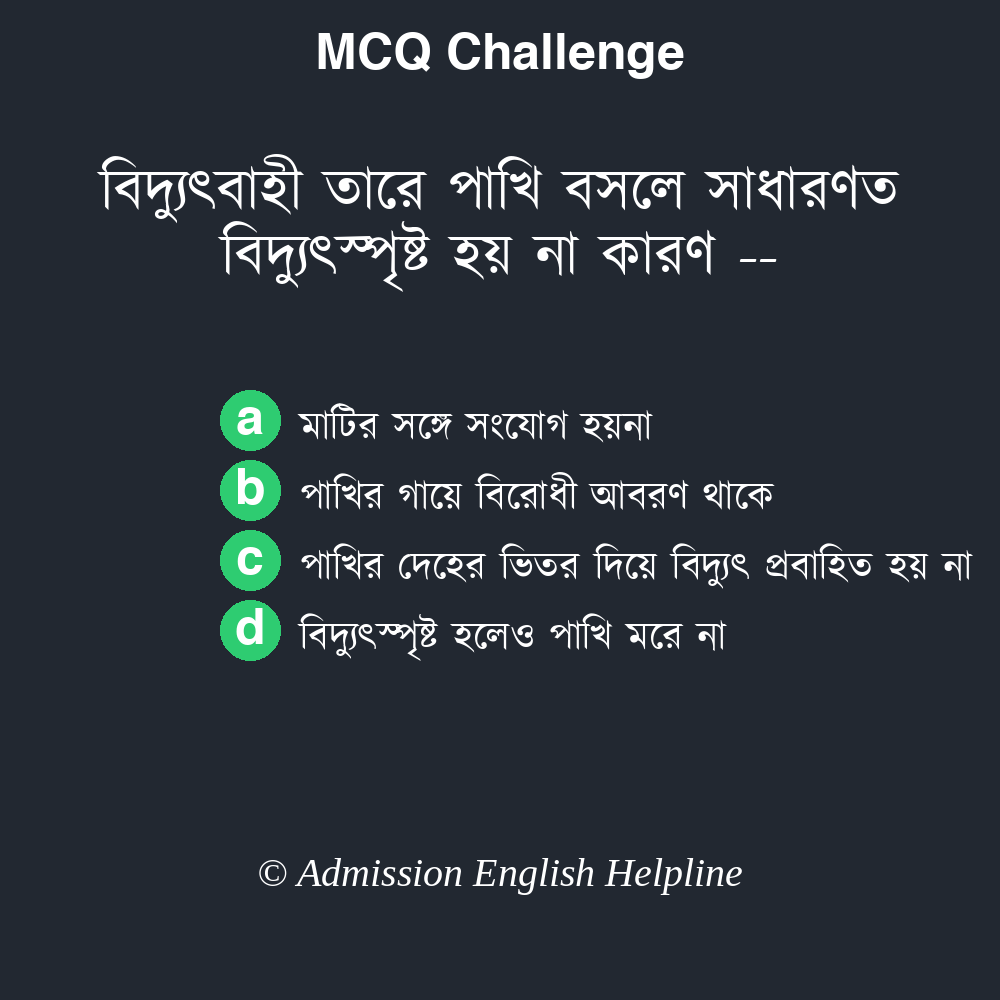 MCQ Challenge
বিদ্যুৎবাহী তারে পাখি বসলে সাধারণত
বিদ্যুৎস্পৃষ্ট হয় না কারণ --
a মাটির সঙ্গে সংযোগ হয়না
b পাখির গায়ে বিরোধী আবরণ থাকে
c পাখির দেহের ভিতর দিয়ে বিদ্যুৎ প্রবাহিত হয় না
d বিদ্যুৎস্পৃষ্ট হলেও পাখি মরে না
© Admission English Helpline